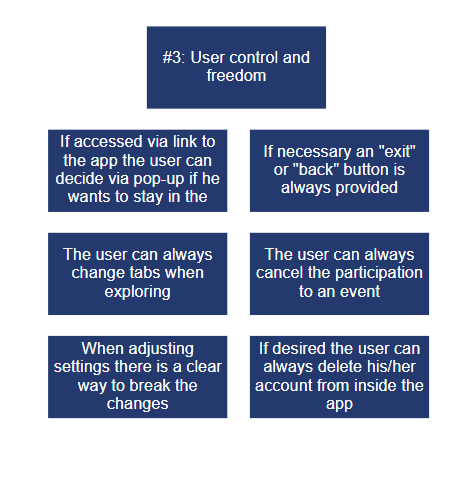 #3: User control and
freedom
If accessed via link to
the app the user can
decide via pop-up if he
wants to stay in the
If necessary an "exit"
or "back" button is
always provided
The user can always
change tabs when
exploring
The user can always
cancel the participation
to an event
When adjusting
settings there is a clear
way to break the
changes
If desired the user can
always delete his/her
account from inside the
app